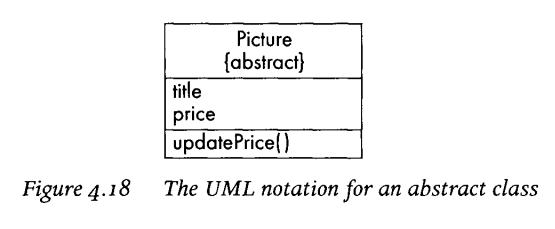 Picture
{abstract}
title
price
updatePrice()
Figure 4.18 The UML notation for an abstract class